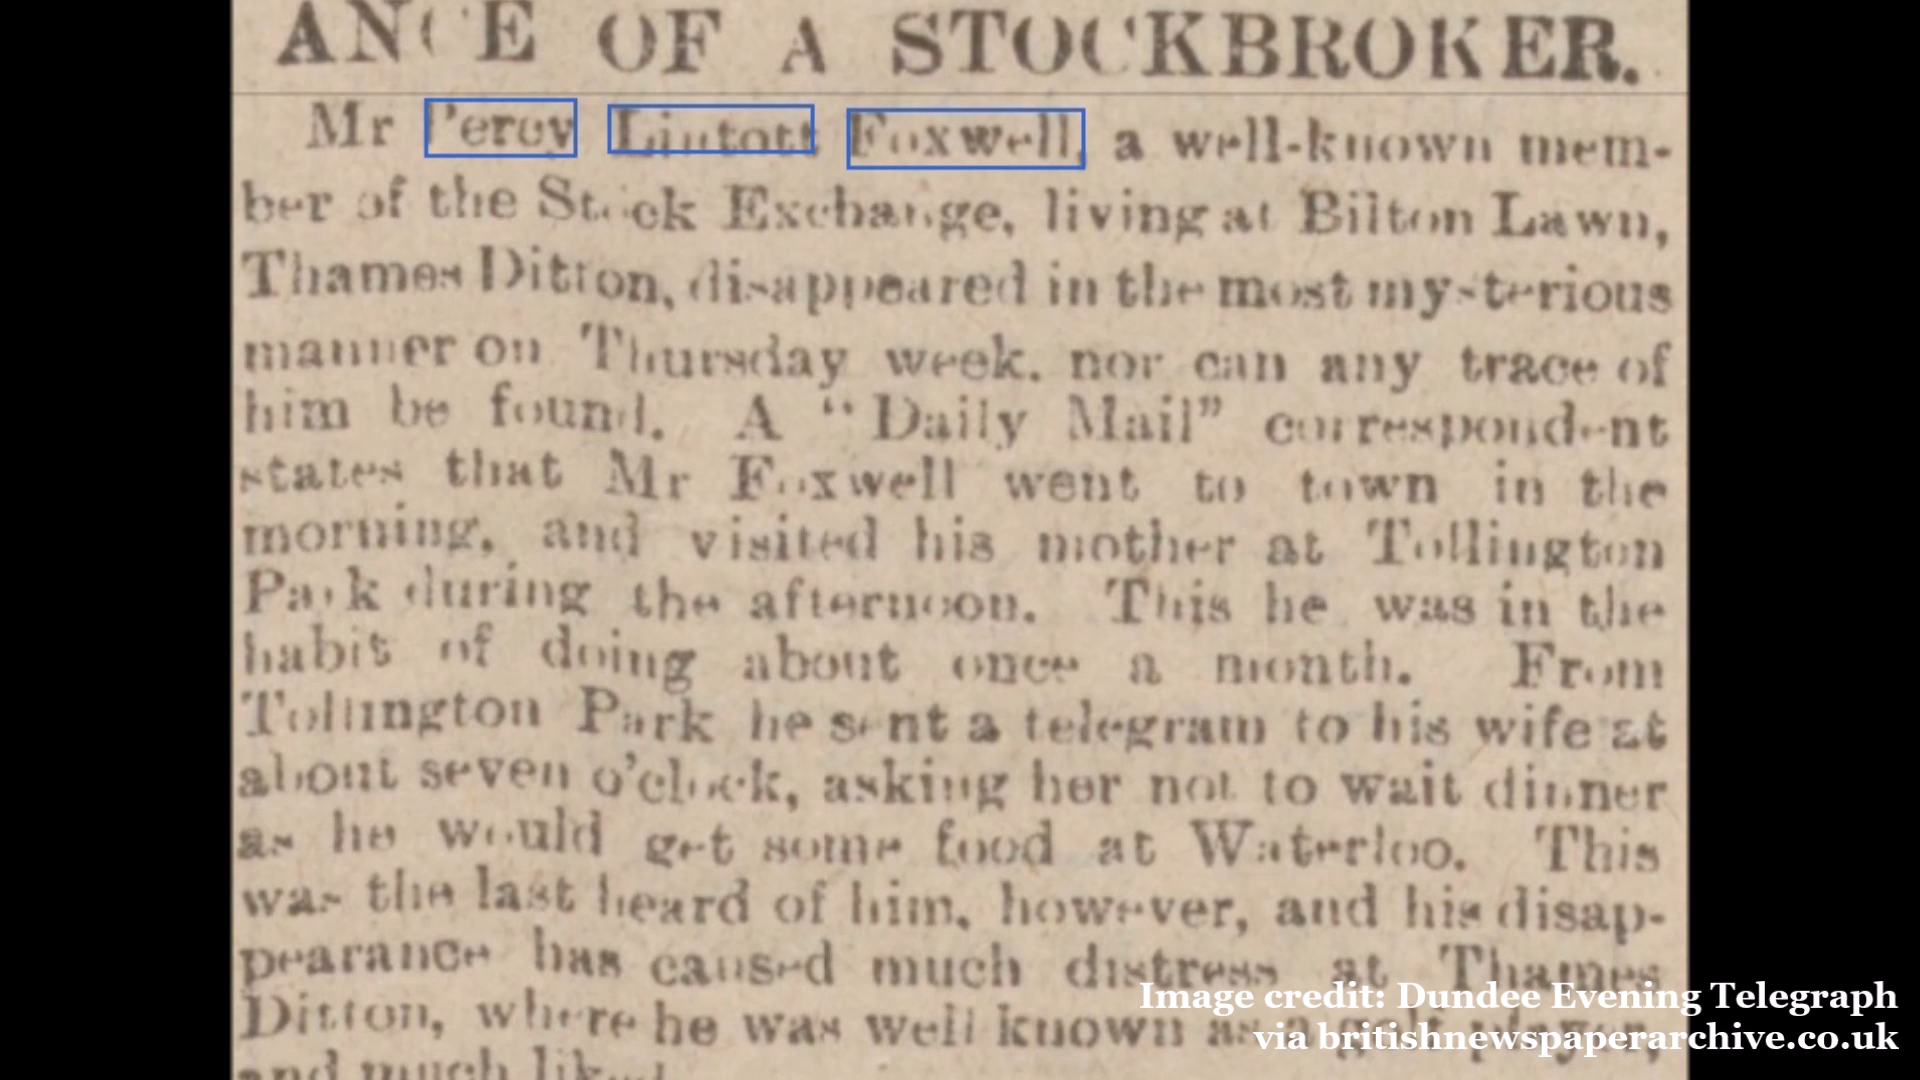 ANCE OF A STOCKBROKER.
Mr Percy Lintott Foxwell, a well-known mem-
ber of the Stock Exchange, living at Bilton Lawn,
Thames Ditton, disappeared in the most mysterious
manner on Thursday week, nor can any trace of
him be found. A "Daily Mail" correspondent
states that Mr Foxwell went to town in the
morning, and visited his mother at Tollington
Park during the afternoon. This he was in the
habit of doing about once a month. From
Tollington Park he sent a telegram to his wife at
about seven o'clock, asking her not to wait dinner
as he would get some food at Waterloo. This
was the last heard of him, however, and his disap-
pearance has caused much distress at Thames
Ditton, where he was well known as
and much liked
Image credit: Dundee Evening Telegraph
via britishnewspaperarchive.co.uk